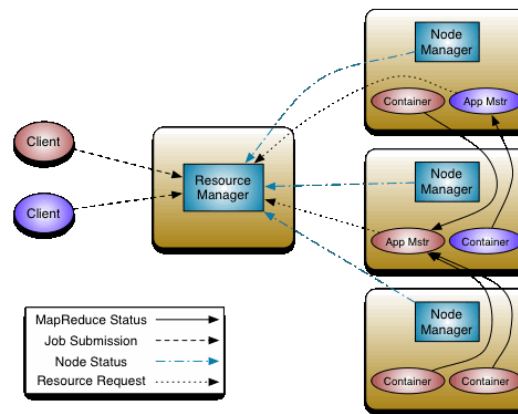 Node
Manager
Container
App Mstr
Client
Resource
Manager
Node
Manager
Client
App Mstr
Container
Node
Manager
MapReduce Status
Job Submission
Node Status
Resource Request
Container
Container